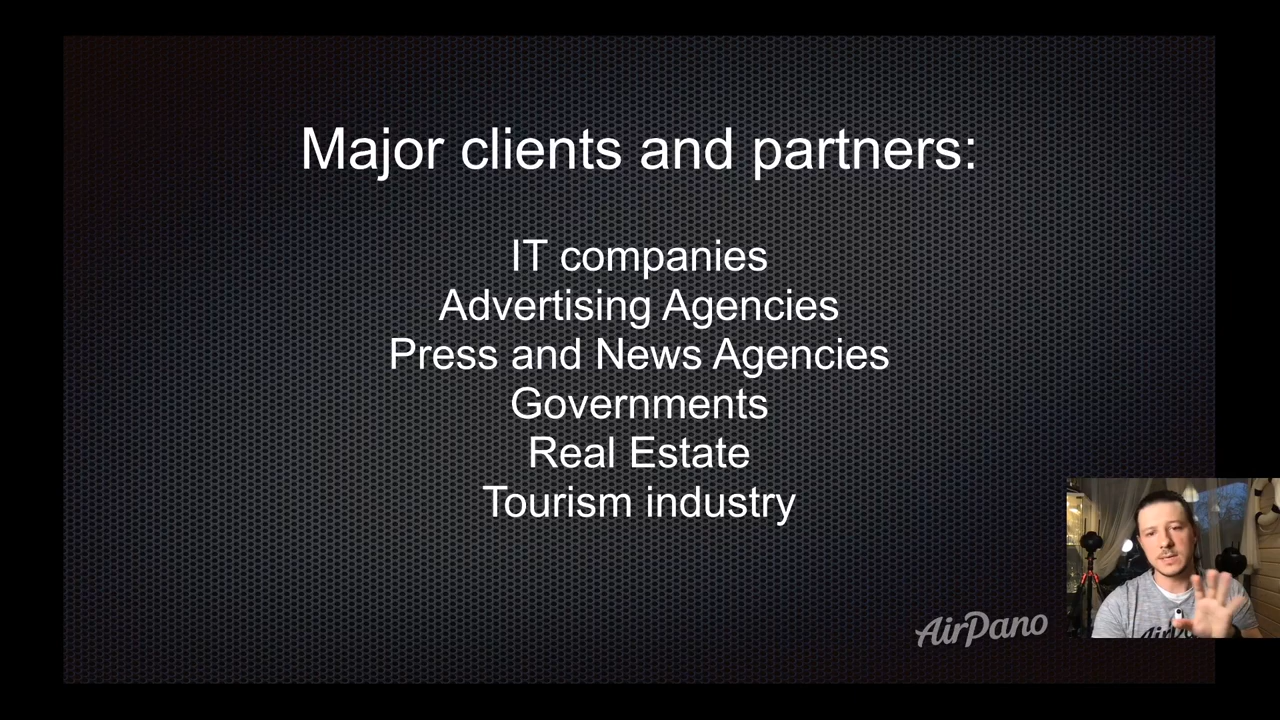 Major clients and partners:
IT companies
Advertising Agencies
Press and News Agencies
Governments
Real Estate
Tourism industry
AirPano